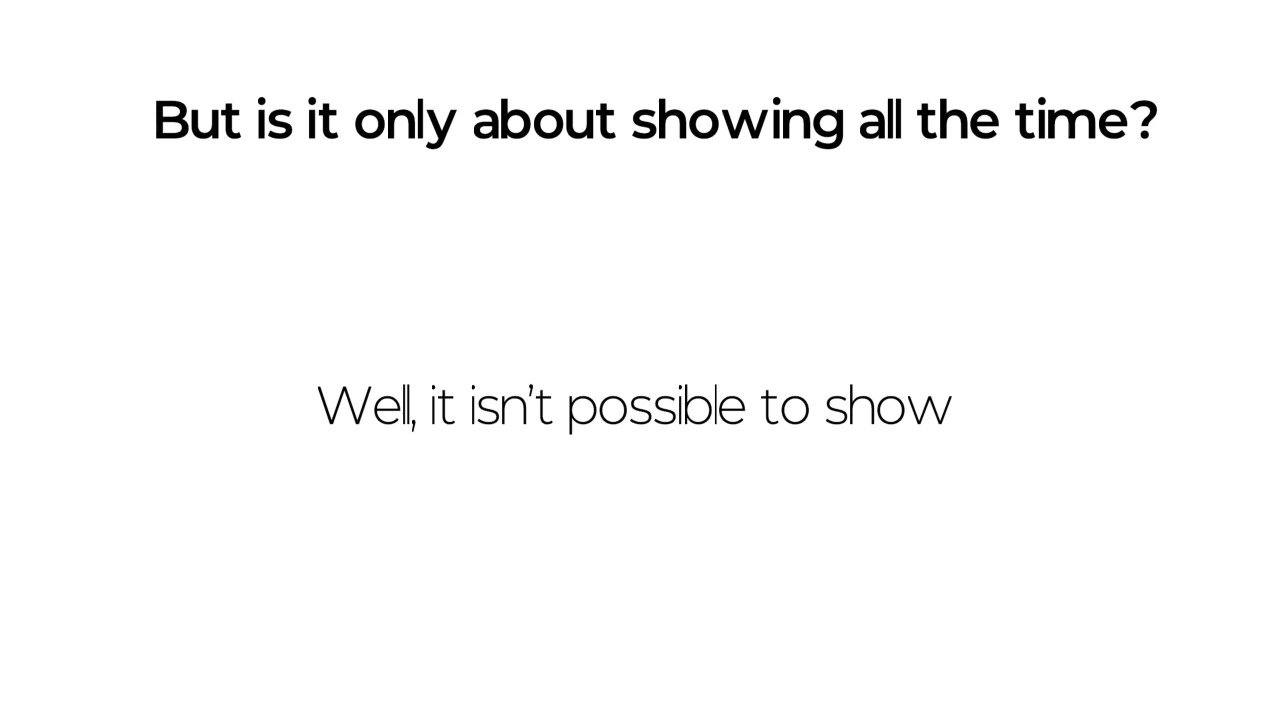 But is it only about showing all the time?
Well, it isn't possible to show